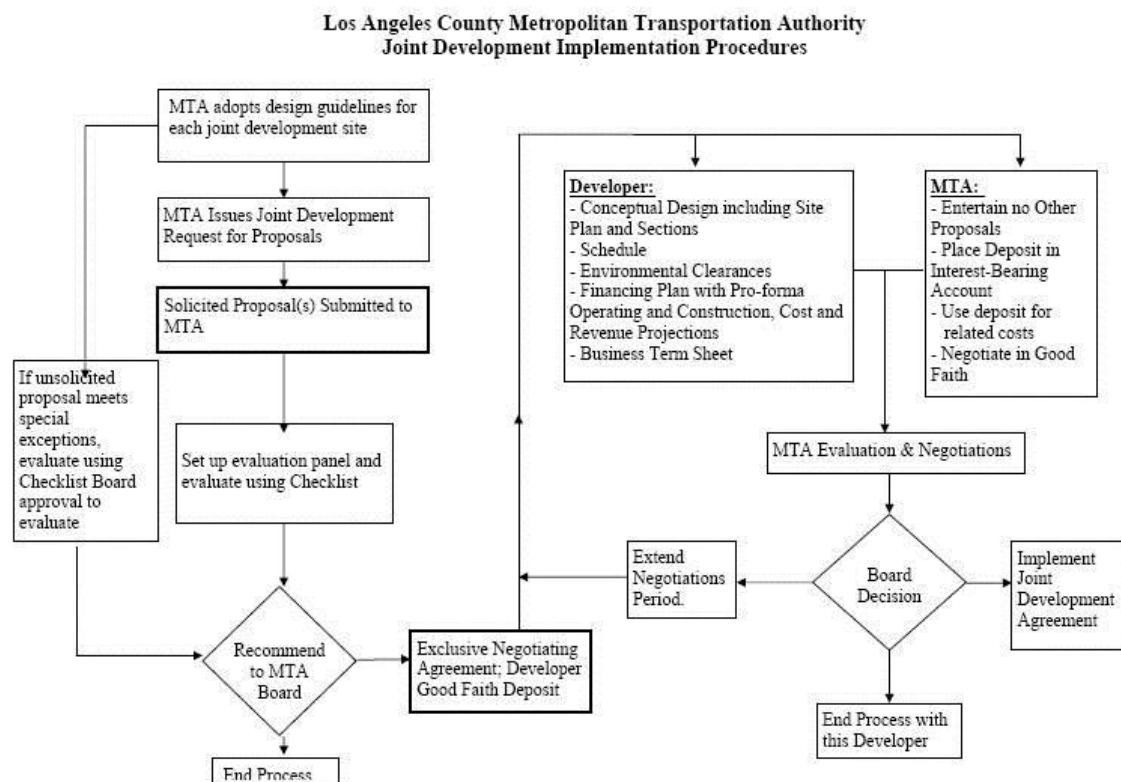 Los Angeles County Metropolitan Transportation Authority
Joint Development Implementation Procedures
MTA adopts design guidelines for
each joint development site
MTA Issues Joint Development
Request for Proposals
Solicited Proposal(s) Submitted to
MTA
If unsolicited
proposal meets
special
exceptions,
evaluate using
Checklist Board
approval to
evaluate
Set up evaluation panel and
evaluate using Checklist
Recommend
to MTA
Board
End Process
Exclusive Negotiating
Agreement; Developer
Good Faith Deposit
Developer:
- Conceptual Design including Site
Plan and Sections
- Schedule
- Environmental Clearances
- Financing Plan with Pro-forma
Operating and Construction, Cost and
Revenue Projections
- Business Term Sheet
MTA:
- Entertain no Other
Proposals
- Place Deposit in
Interest-Bearing
Account
- Use deposit for
related costs
- Negotiate in Good
Faith
MTA Evaluation & Negotiations
Extend
Negotiations
Period.
Board
Decision
Implement
Joint
Development
Agreement
End Process with
this Developer